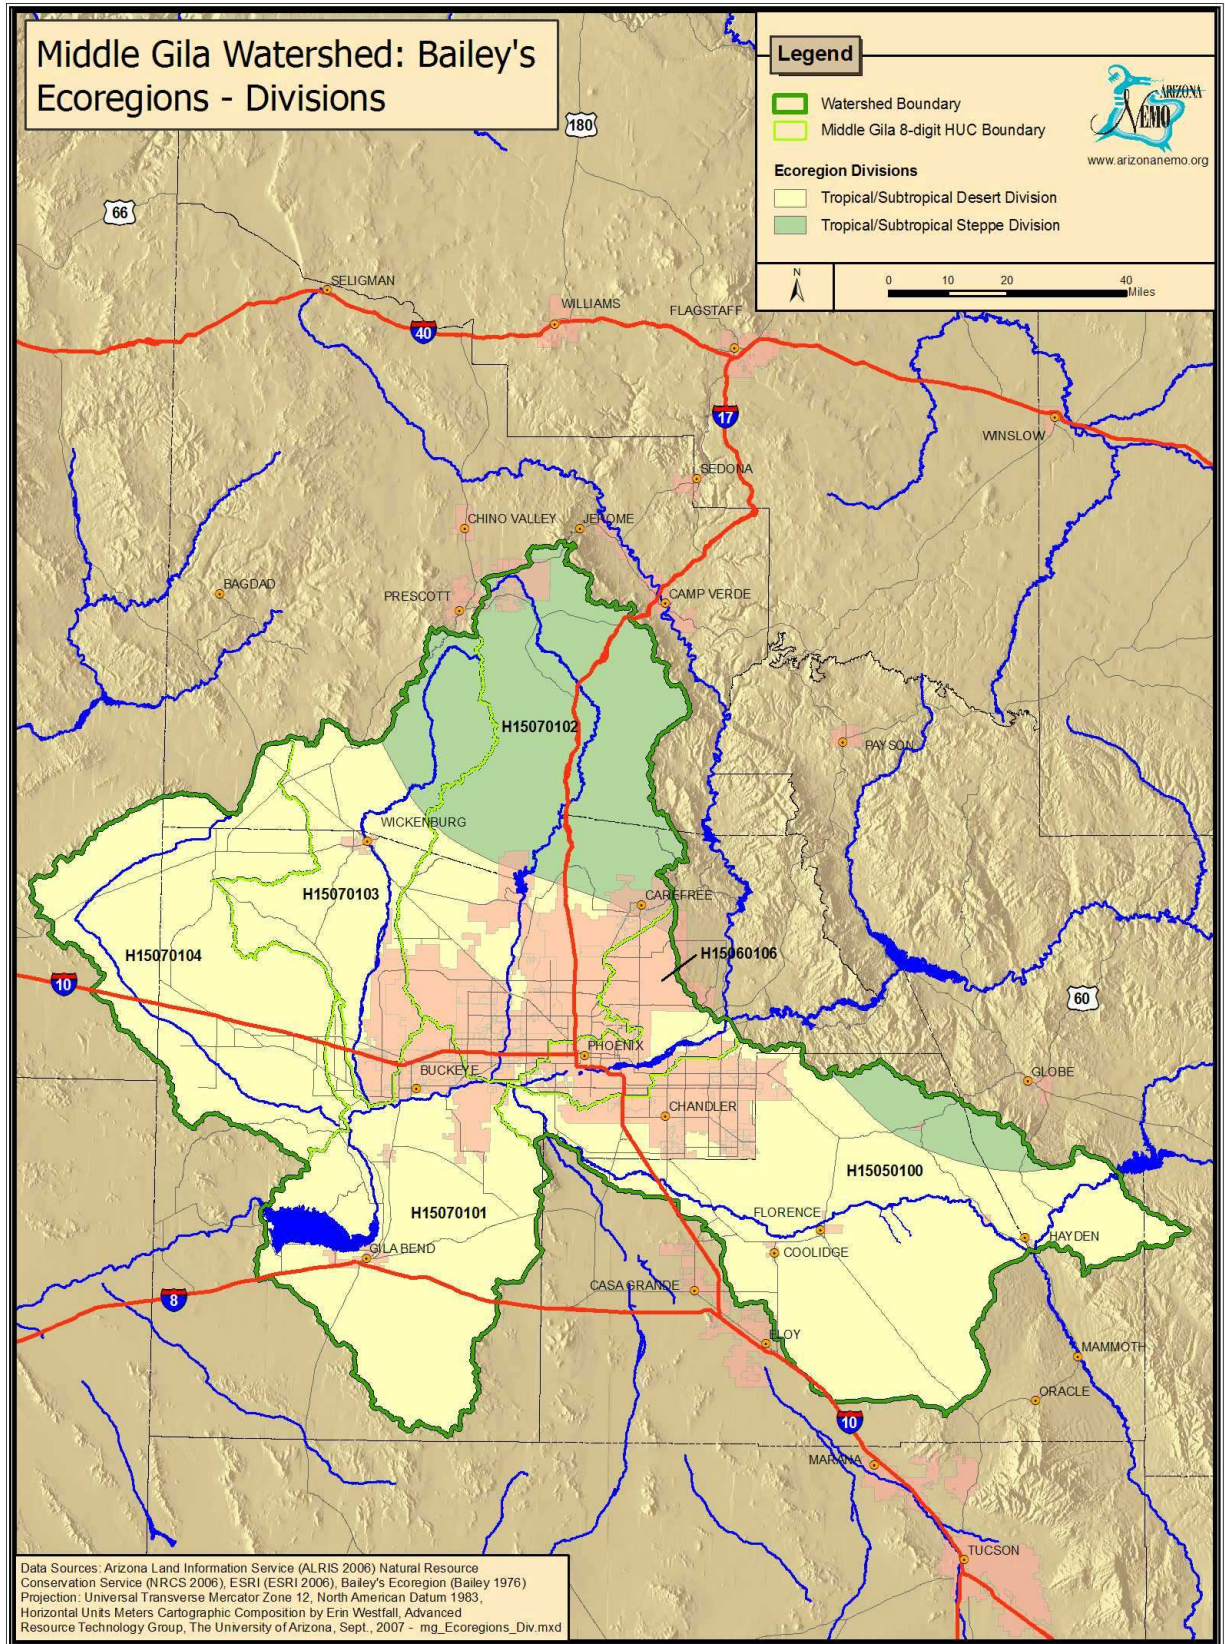 Middle Gila Watershed: Bailey's
Ecoregions - Divisions
Legend
Watershed Boundary
Middle Gila 8-digit HUC Boundary
ARIZONA
NEMO
www.arizonanemo.org
Ecoregion Divisions
Tropical/Subtropical Desert Division
Tropical/Subtropical Steppe Division
N
0 10 20 40
Miles
180
66
SELIGMAN
WILLIAMS
FLAGSTAFF
40
17
WINSLOW
SEDONA
CHINO VALLEY
JEROME
BAGDAD
PRESCOTT
CAMP VERDE
H15070102
PAYSON
WICKENBURG
H15070103
CAREFREE
H15070104
H15060106
10
60
PHOENIX
BUCKEYE
GLOBE
CHANDLER
H15050100
H15070101
FLORENCE
HAYDEN
GILA BEND
COOLIDGE
CASA GRANDE
8
ELOY
MAMMOTH
ORACLE
10
MARANA
TUCSON
Data Sources: Arizona Land Information Service (ALRIS 2006) Natural Resource
Conservation Service (NRCS 2006), ESRI (ESRI 2006), Bailey's Ecoregion (Bailey 1976)
Projection: Universal Transverse Mercator Zone 12, North American Datum 1983,
Horizontal Units Meters Cartographic Composition by Erin Westfall, Advanced
Resource Technology Group, The University of Arizona, Sept., 2007 - mg_Ecoregions_Div.mxd